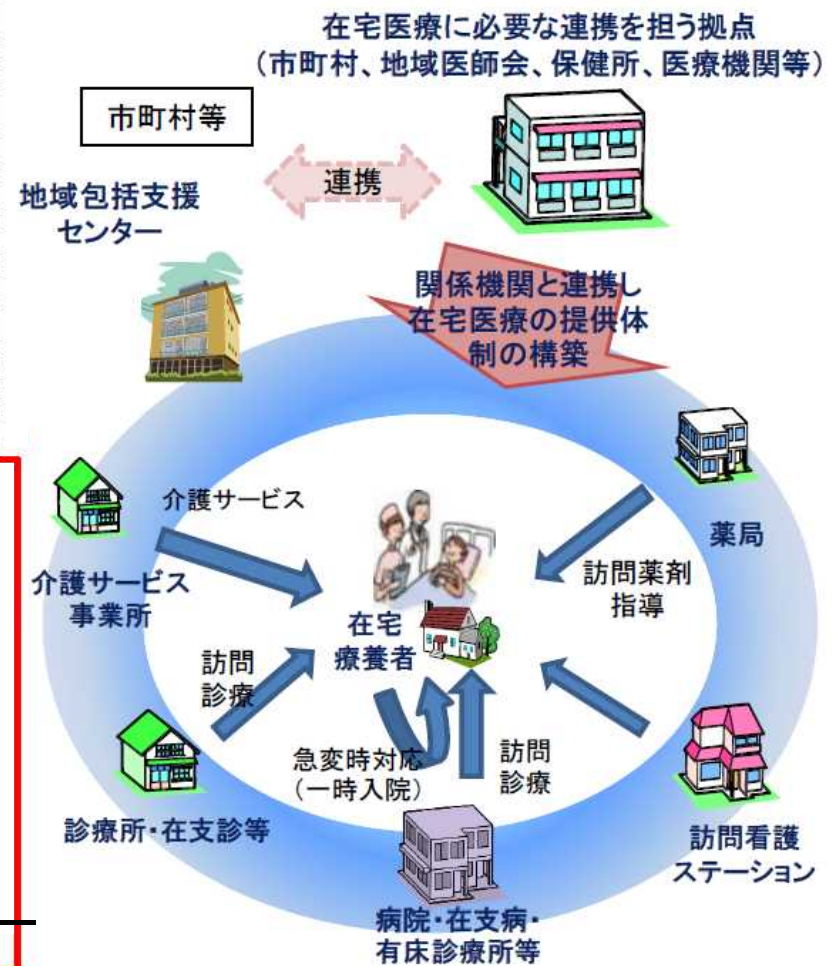 在宅医療に必要な連携を担う拠点
（市町村、地域医師会、保健所、医療機関等）
市町村等
連携
地域包括支援
センター
関係機関と連携し
在宅医療の提供体
制の構築
介護サービス
薬局
介護サービス
事業所
訪問薬剤
指導
在宅
療養者
訪問
診療
急変時対応
（一時入院）
訪問
診療
診療所・在支診等
訪問看護
ステーション
病院・在支病・
有床診療所等